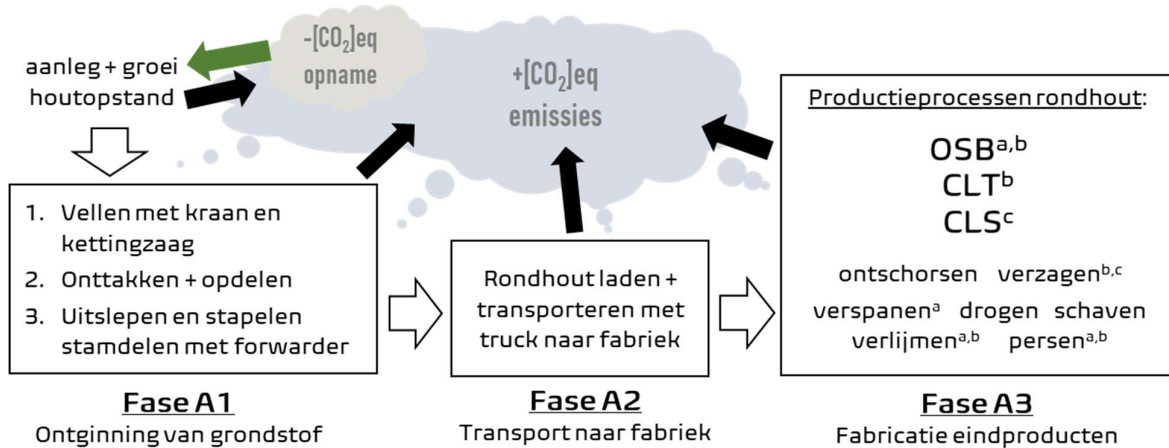 -[CO₂]eq
opname
+[CO₂]eq
emissies
aanleg + groei
houtopstand
1. Vellen met kraan en
kettingzaag
2. Onttakken + opdelen
3. Uitslepen en stapelen
stamdelen met forwarder
Fase A1
Ontginning van grondstof
Rondhout laden +
transporteren met
truck naar fabriek
Fase A2
Transport naar fabriek
Productieprocessen rondhout:
OSBᵃ,ᵇ
CLTᵇ
CLSᶜ
ontschorsen verzagenᵇ,ᶜ
verspanenᵃ drogen schaven
verlijmenᵃ,ᵇ persenᵃ,ᵇ
Fase A3
Fabricatie eindproducten